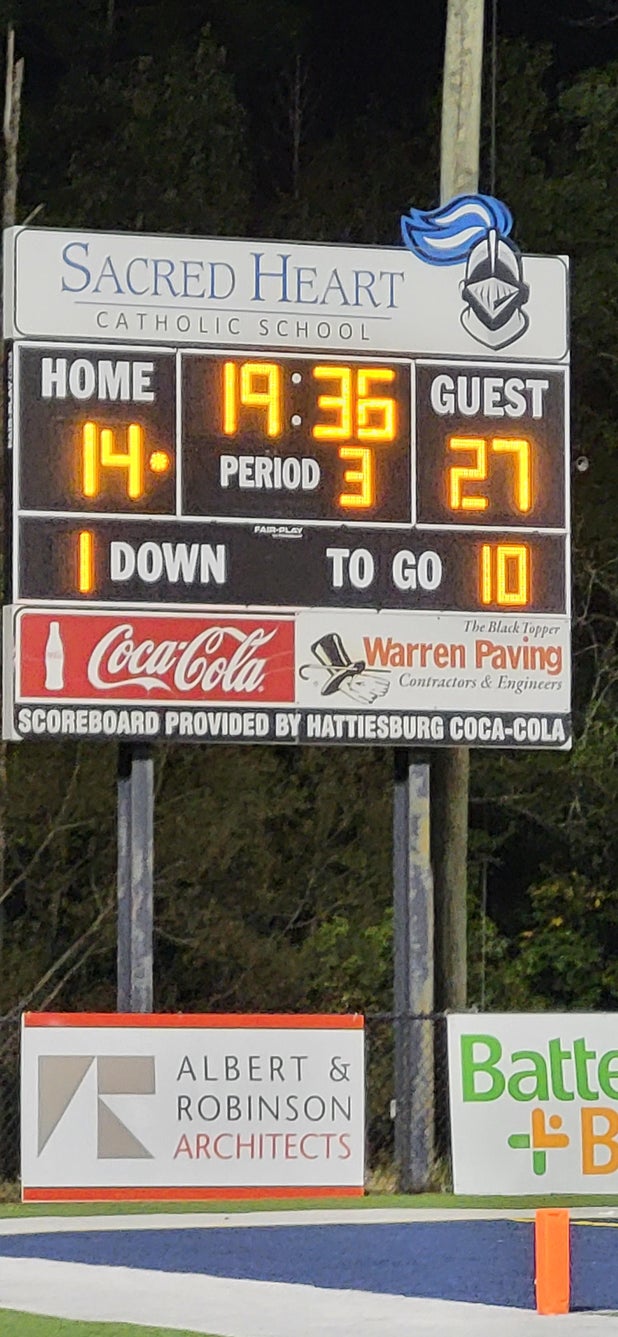 SACRED HEART
CATHOLIC SCHOOL
HOME 19:36 GUEST
14 PERIOD 3 27
FAIR-PLAY
1 DOWN TO GO 10
Coca-Cola
The Black Topper
Warren Paving
Contractors & Engineers
SCOREBOARD PROVIDED BY HATTIESBURG COCA-COLA
ALBERT &
ROBINSON
ARCHITECTS
Batte
B